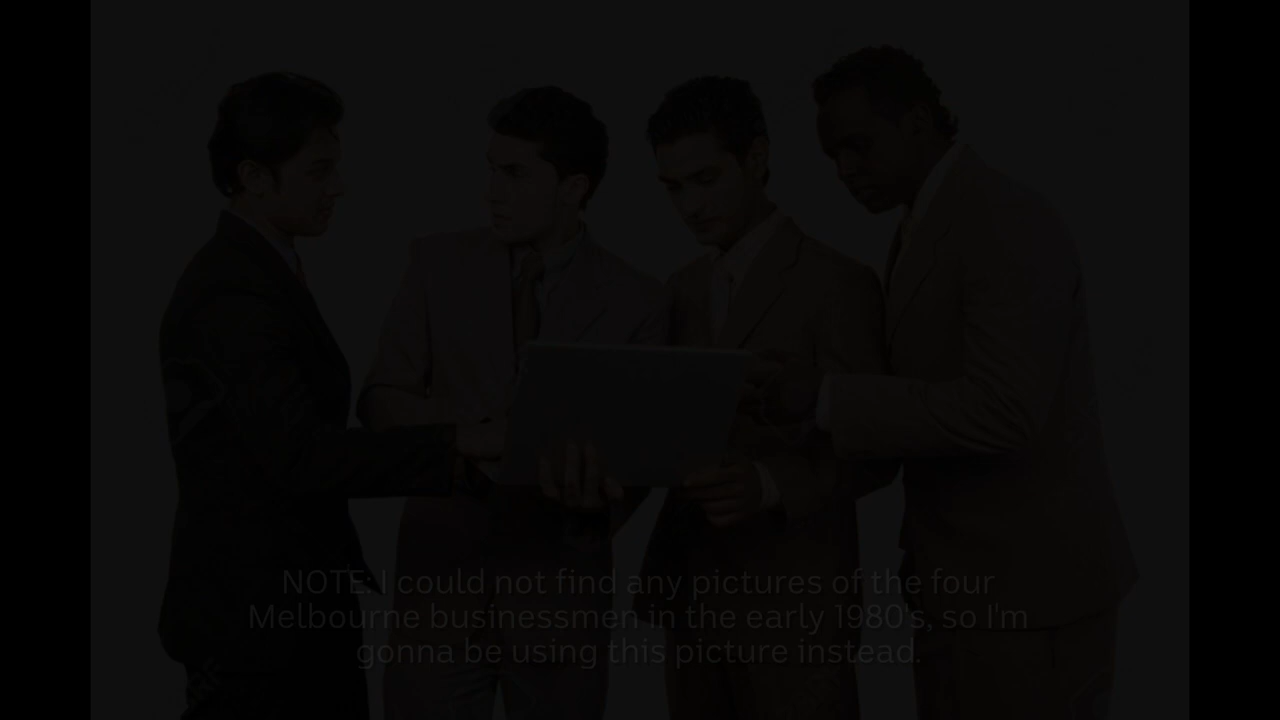 NOTE: I could not find any pictures of the four
Melbourne businessmen in the early 1980's, so I'm
gonna be using this picture instead.